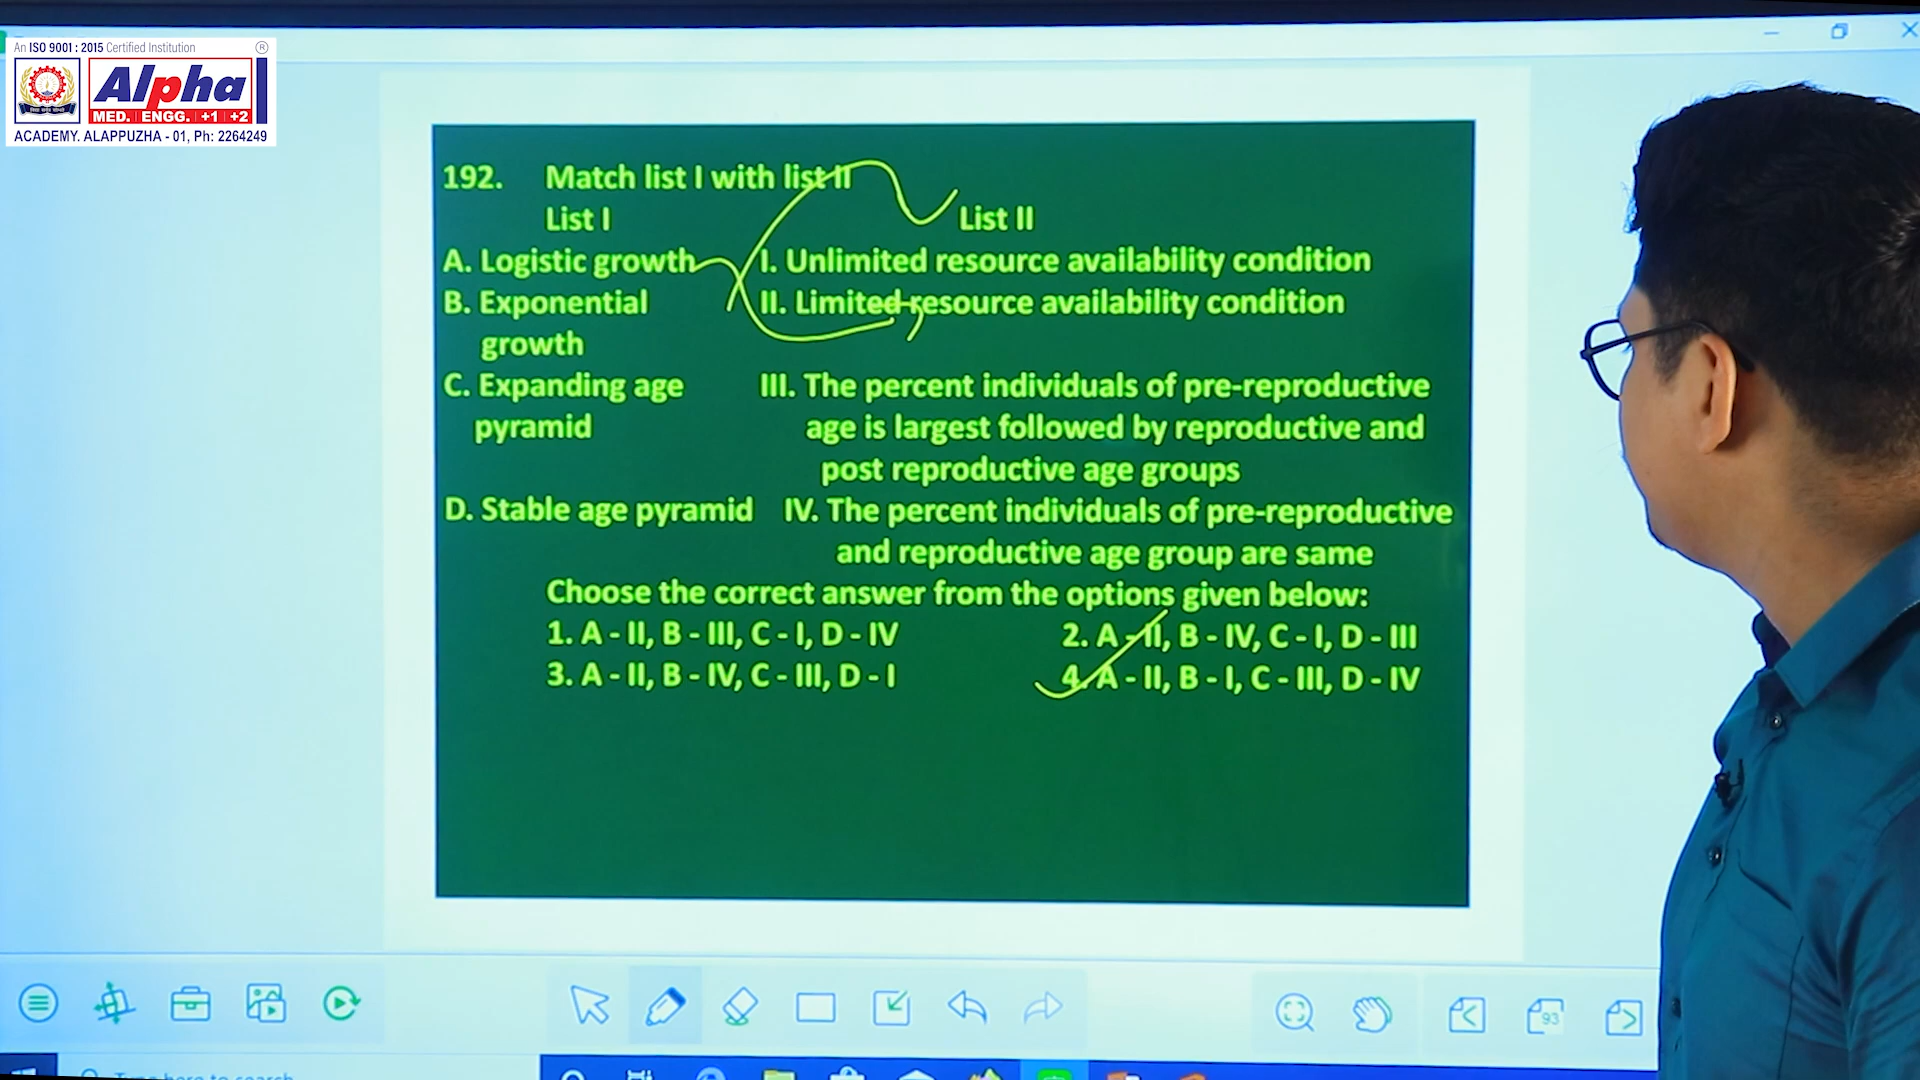 An ISO 9001 : 2015 Certified Institution ®
Alpha
MED. ENGG. +1 +2
ACADEMY. ALAPPUZHA - 01, Ph: 2264249
192. Match list I with list II
List I List II
A. Logistic growth I. Unlimited resource availability condition
B. Exponential II. Limited resource availability condition
growth
C. Expanding age III. The percent individuals of pre-reproductive
pyramid age is largest followed by reproductive and
post reproductive age groups
D. Stable age pyramid IV. The percent individuals of pre-reproductive
and reproductive age group are same
Choose the correct answer from the options given below:
1. A - II, B - III, C - I, D - IV 2. A - II, B - IV, C - I, D - III
3. A - II, B - IV, C - III, D - I 4. A - II, B - I, C - III, D - IV
93
Type here to search